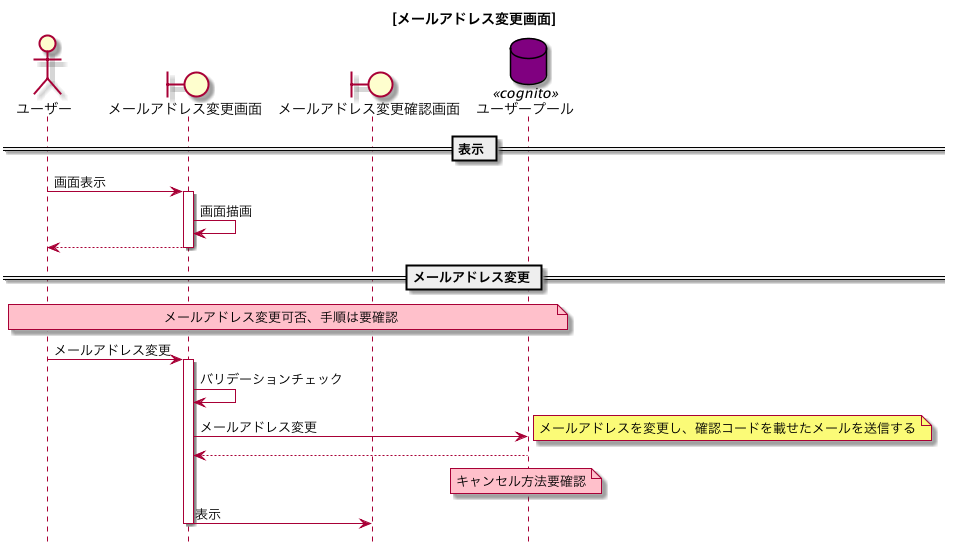 [メールアドレス変更画面]
ユーザー
メールアドレス変更画面
メールアドレス変更確認画面
«cognito»
ユーザープール
表示
画面表示
画面描画
メールアドレス変更
メールアドレス変更可否、手順は要確認
メールアドレス変更
バリデーションチェック
メールアドレス変更
メールアドレスを変更し、確認コードを載せたメールを送信する
キャンセル方法要確認
表示